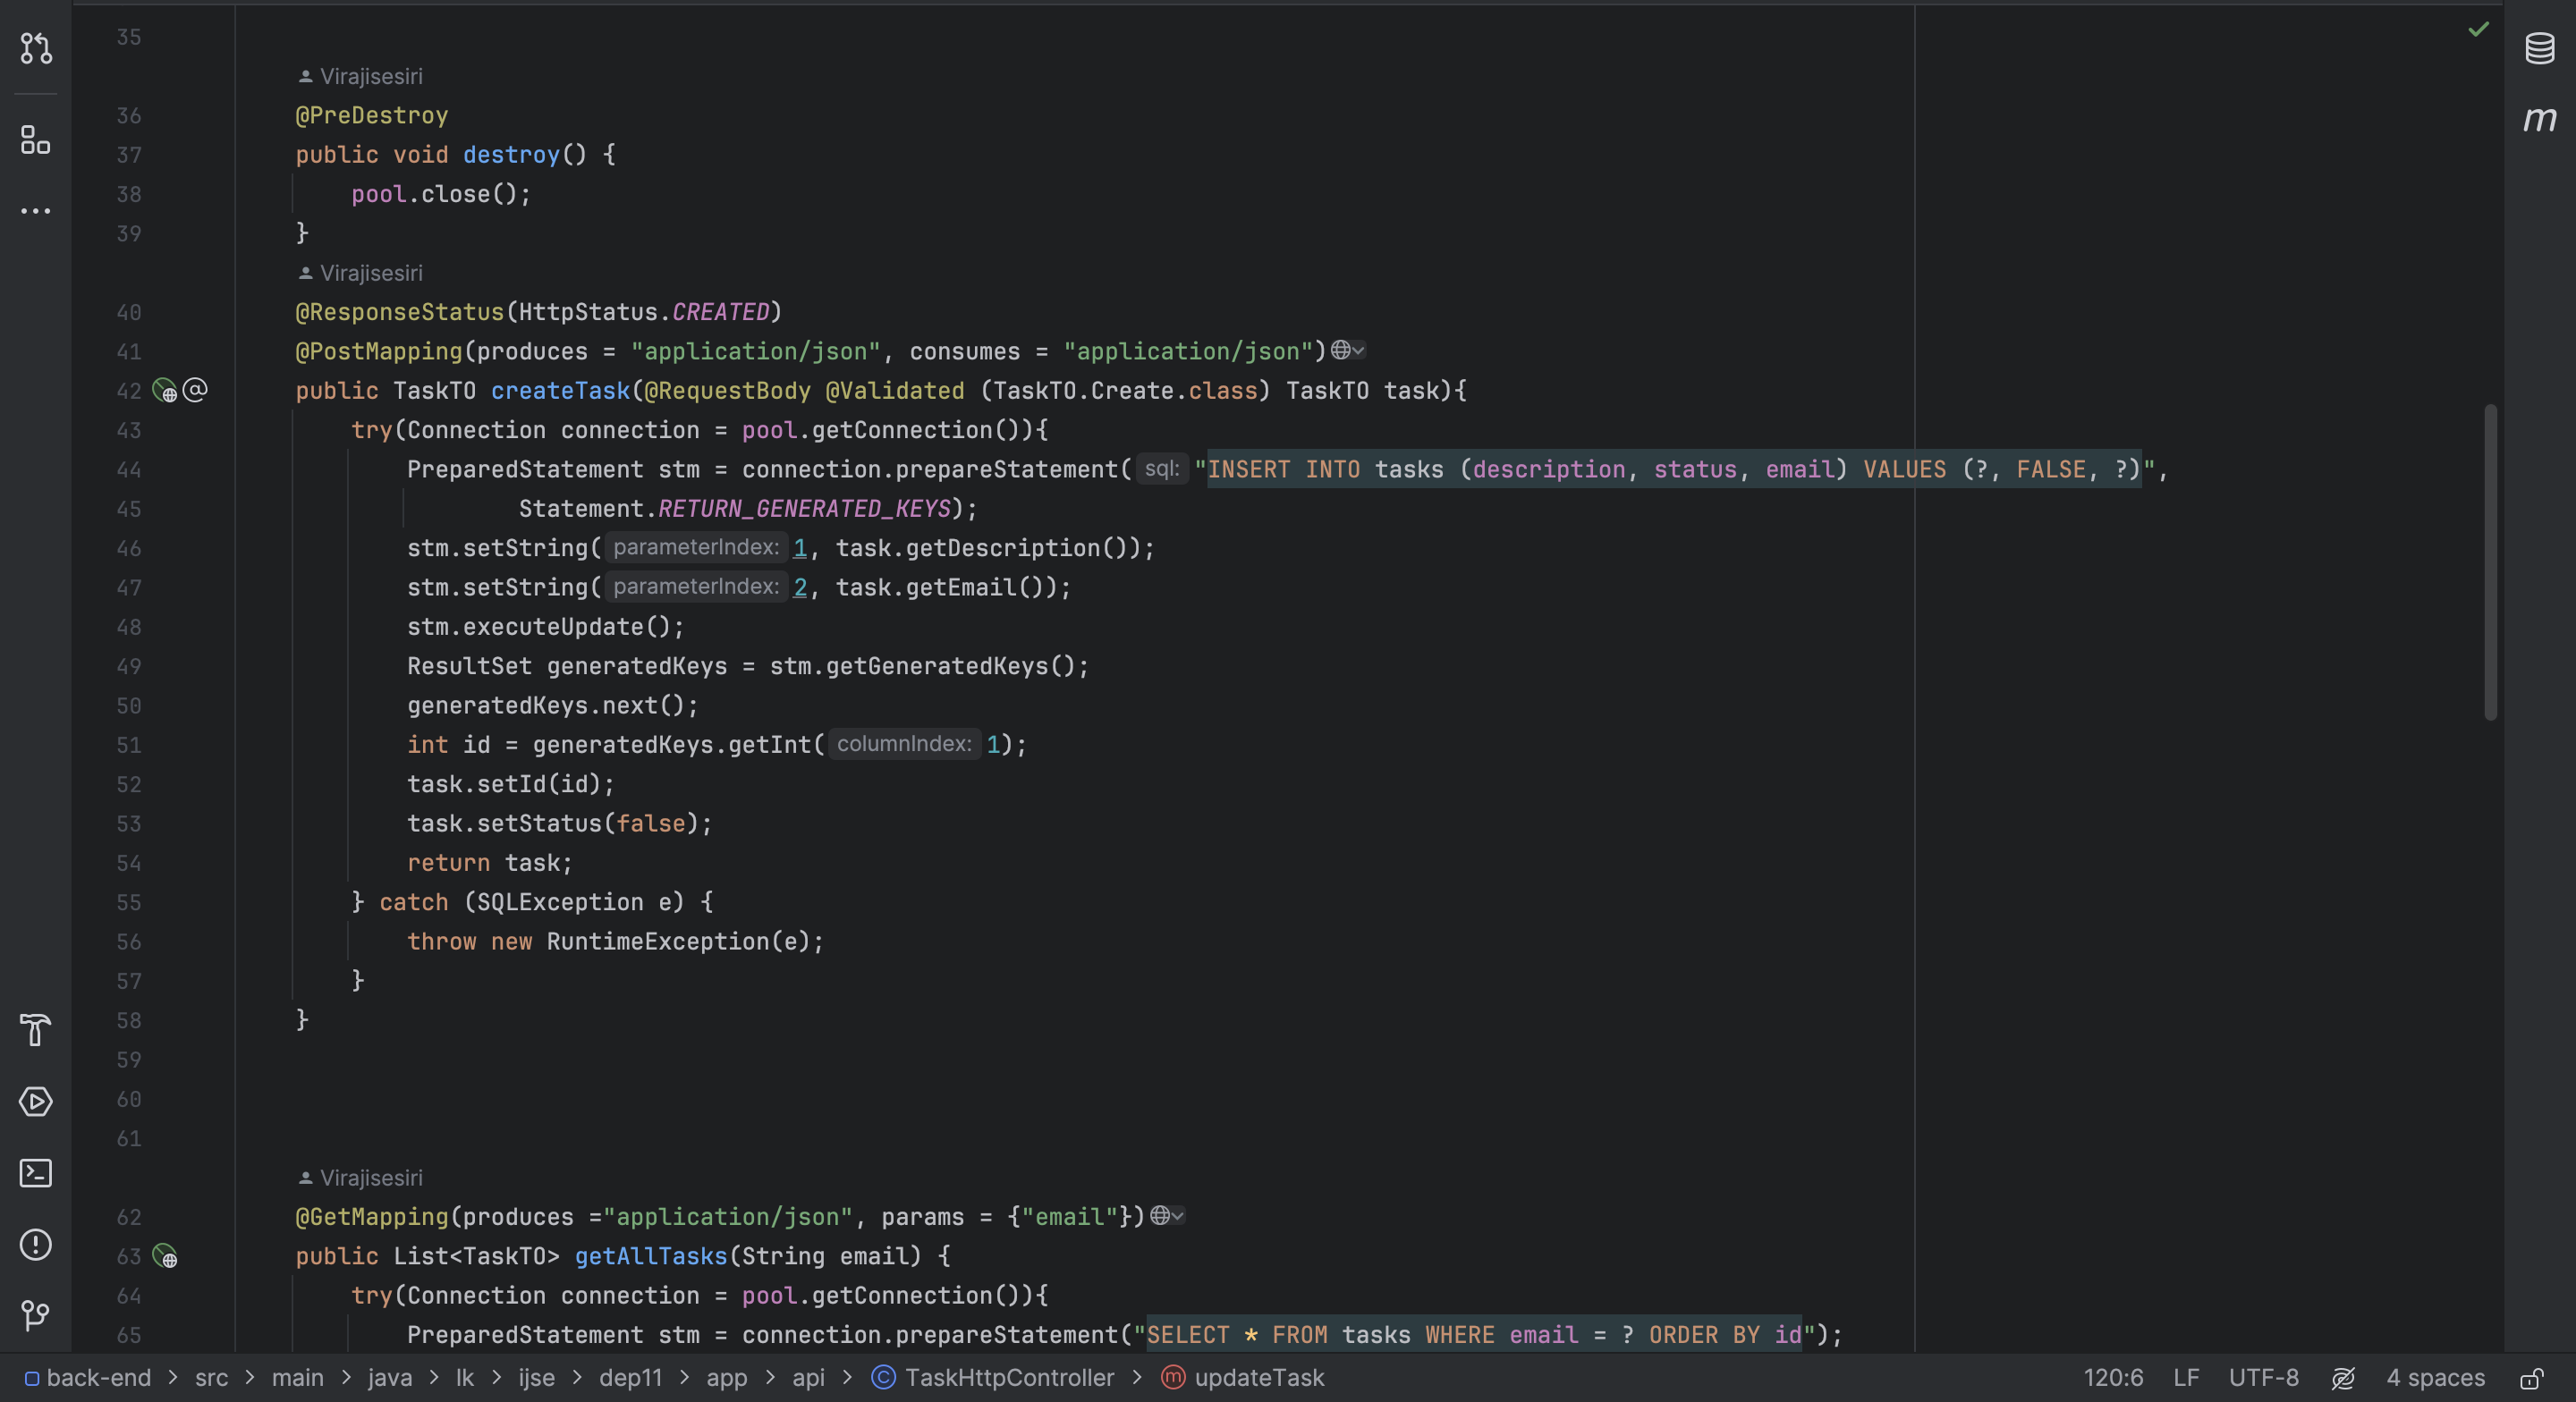 35
Virajisesiri
36 @PreDestroy
37 public void destroy() {
38 pool.close();
39 }
Virajisesiri
40 @ResponseStatus(HttpStatus.CREATED)
41 @PostMapping(produces = "application/json", consumes = "application/json")
42 public TaskTO createTask(@RequestBody @Validated (TaskTO.Create.class) TaskTO task){
43 try(Connection connection = pool.getConnection()){
44 PreparedStatement stm = connection.prepareStatement( sql: "INSERT INTO tasks (description, status, email) VALUES (?, FALSE, ?)",
45 Statement.RETURN_GENERATED_KEYS);
46 stm.setString( parameterIndex: 1, task.getDescription());
47 stm.setString( parameterIndex: 2, task.getEmail());
48 stm.executeUpdate();
49 ResultSet generatedKeys = stm.getGeneratedKeys();
50 generatedKeys.next();
51 int id = generatedKeys.getInt( columnIndex: 1);
52 task.setId(id);
53 task.setStatus(false);
54 return task;
55 } catch (SQLException e) {
56 throw new RuntimeException(e);
57 }
58 }
59
60
61
Virajisesiri
62 @GetMapping(produces ="application/json", params = {"email"})
63 public List<TaskTO> getAllTasks(String email) {
64 try(Connection connection = pool.getConnection()){
65 PreparedStatement stm = connection.prepareStatement("SELECT * FROM tasks WHERE email = ? ORDER BY id");
back-end > src > main > java > lk > ijse > dep11 > app > api > TaskHttpController > updateTask 120:6 LF UTF-8 4 spaces
m